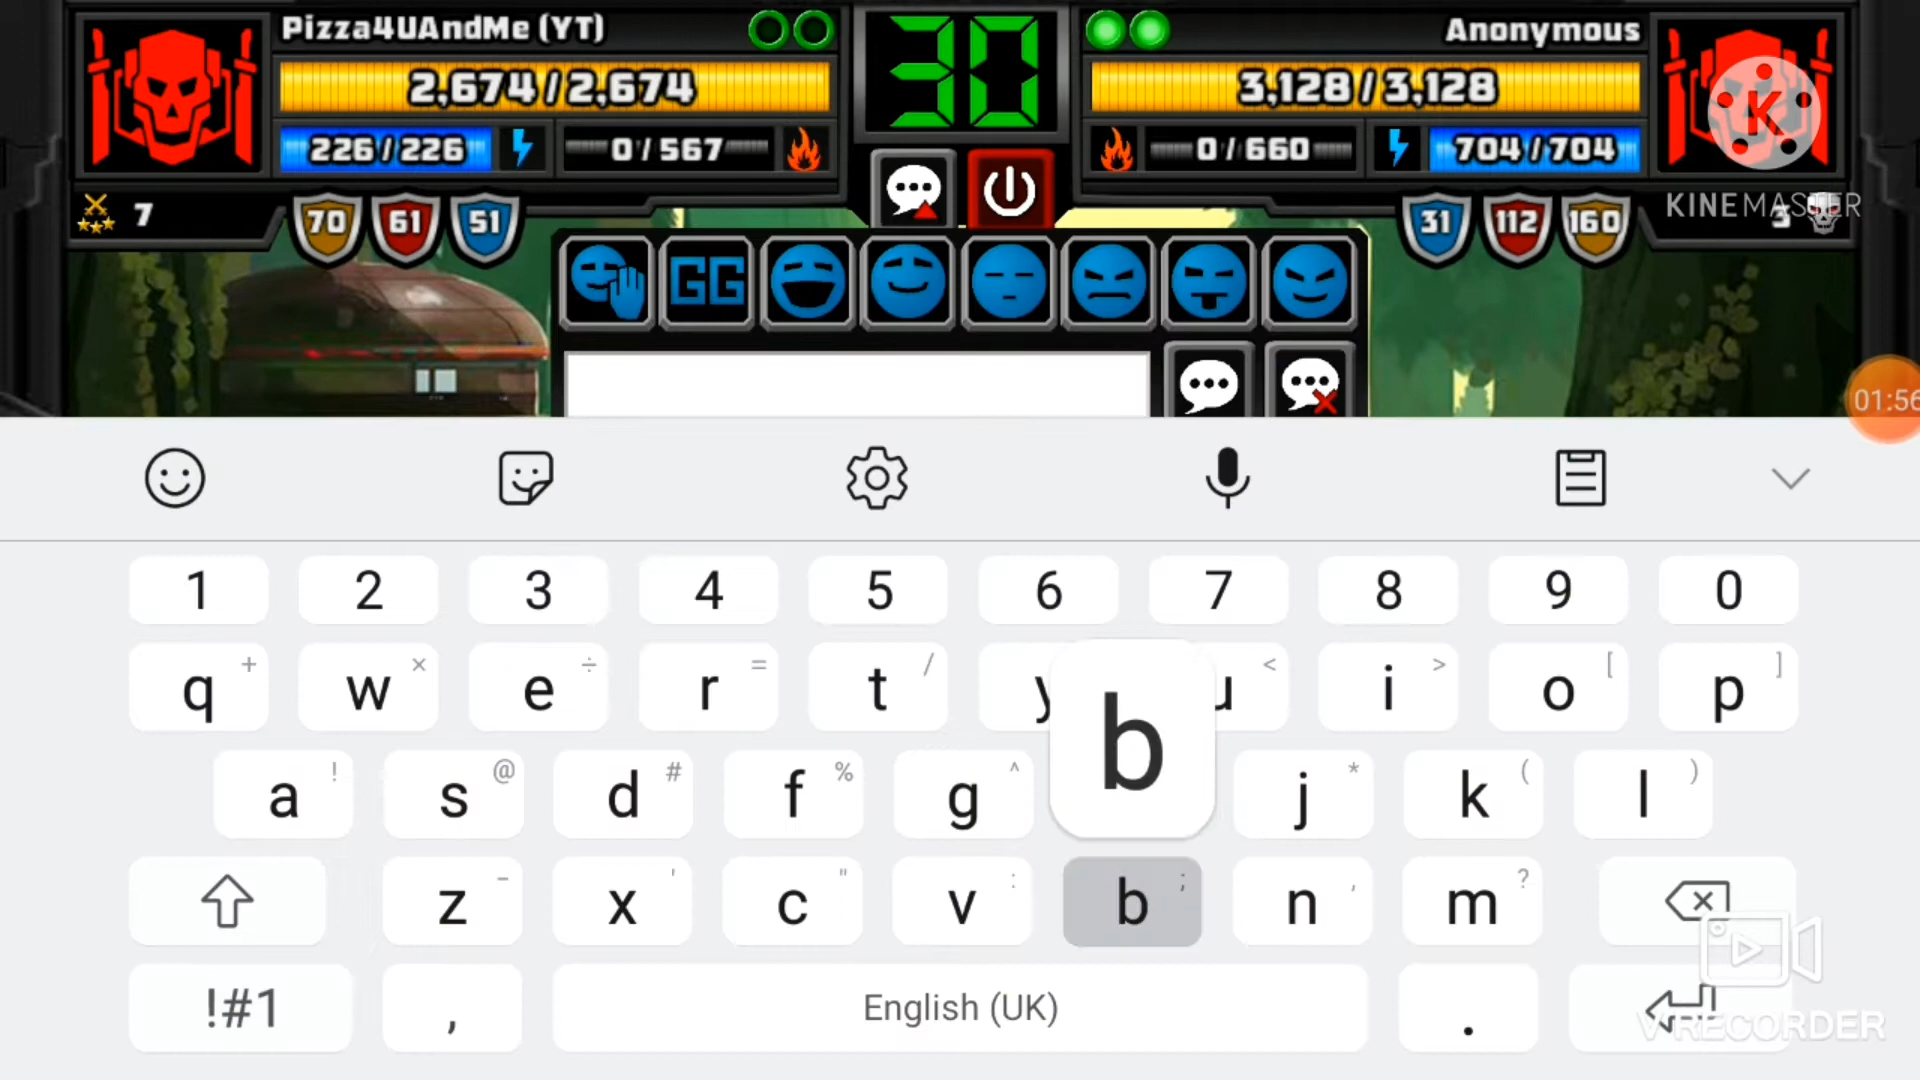 Pizza4UAndMe (YT)
30
Anonymous
2,674 / 2,674
3,128 / 3,128
226 / 226
0 / 567
0 / 660
704 / 704
K
KINEMASTER
7
70
61
51
31
112
160
3
GG
01:56
1 2 3 4 5 6 7 8 9 0
q + w × e ÷ r = t / y u < i > o [ p ]
b
a ! s @ d # f % g ^ j * k ( l )
z - x ' c " v : b ; n , m ?
!#1 , English (UK) .
VRECORDER